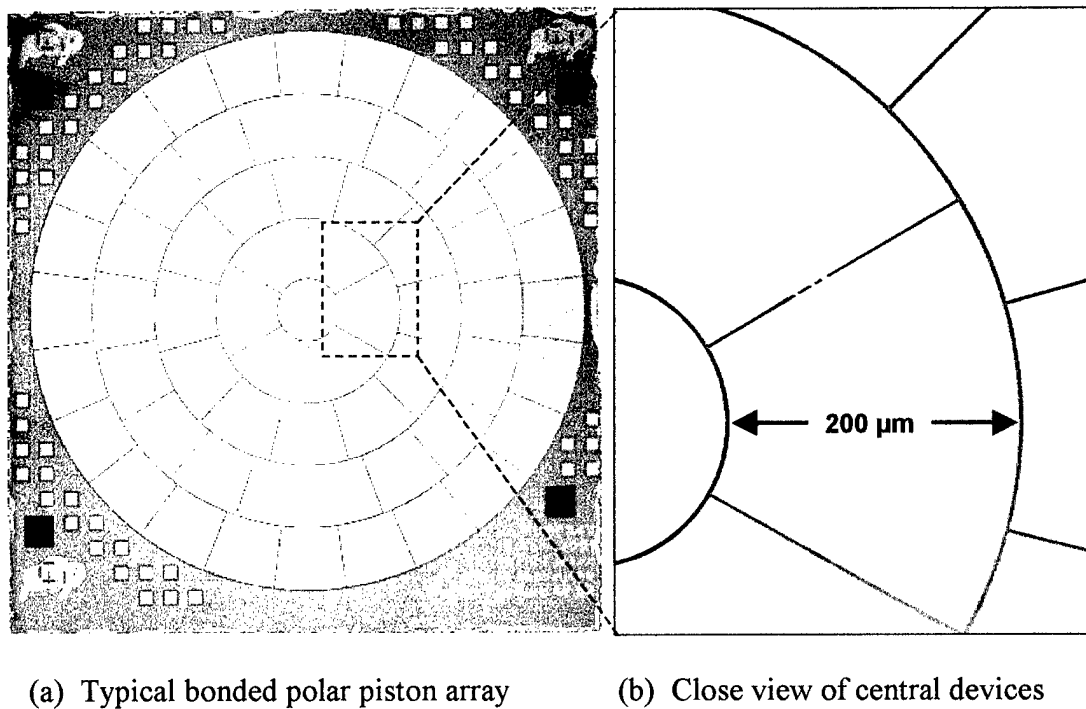 200 µm
(a) Typical bonded polar piston array (b) Close view of central devices